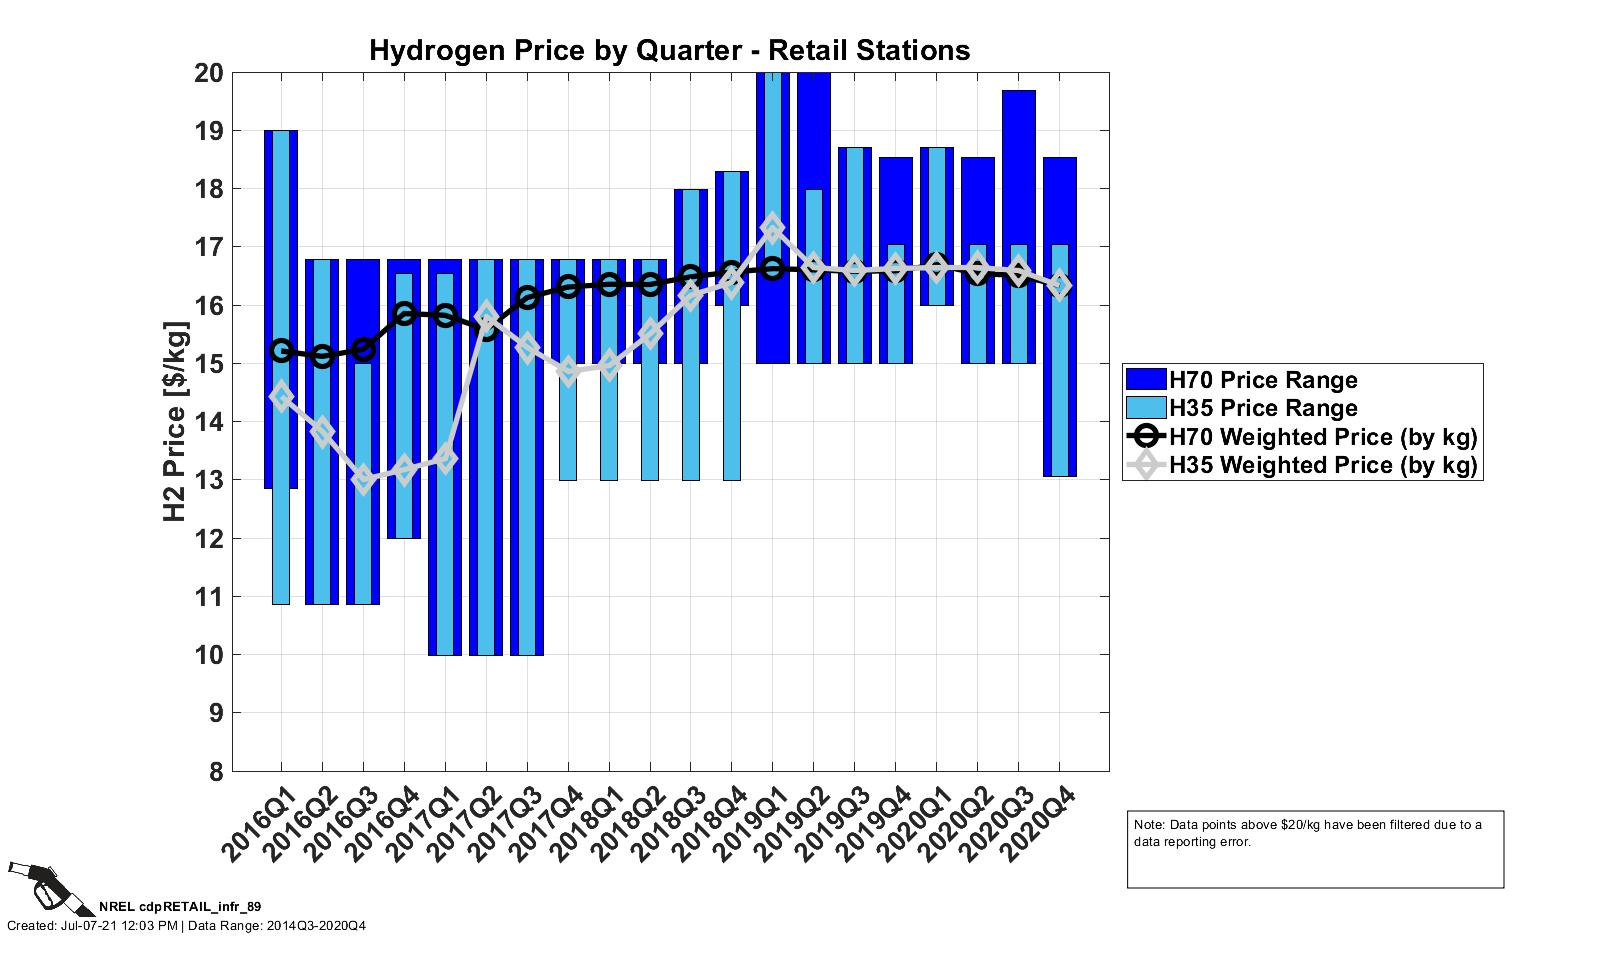 Hydrogen Price by Quarter - Retail Stations
20
19
18
17
16
15
14
13
12
11
10
9
8
H2 Price [$/kg]
2016Q1
2016Q2
2016Q3
2016Q4
2017Q1
2017Q2
2017Q3
2017Q4
2018Q1
2018Q2
2018Q3
2018Q4
2019Q1
2019Q2
2019Q3
2019Q4
2020Q1
2020Q2
2020Q3
2020Q4
H70 Price Range
H35 Price Range
H70 Weighted Price (by kg)
H35 Weighted Price (by kg)
Note: Data points above $20/kg have been filtered due to a
data reporting error.
NREL cdpRETAIL_infr_89
Created: Jul-07-21 12:03 PM | Data Range: 2014Q3-2020Q4